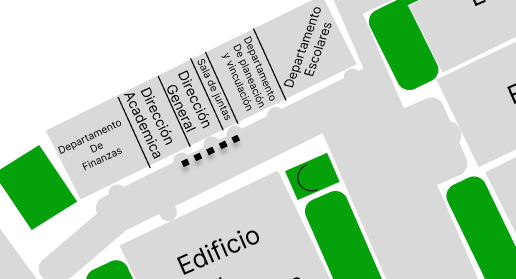 Departamento
De
Finanzas
Dirección
Academica
Dirección
General
Sala de juntas
Departamento
De planeación
y vinculación
Departamento
Escolares
Edificio